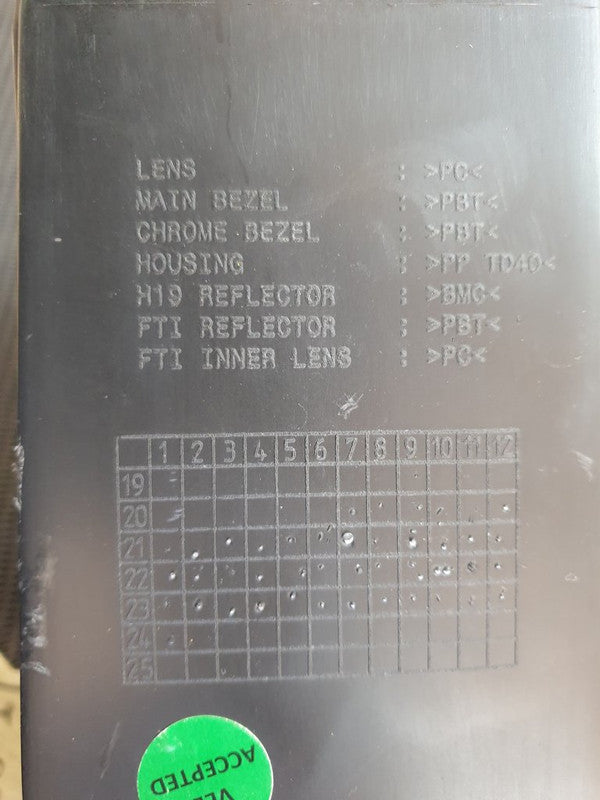 LENS : >PC<
MAIN BEZEL : >PBT<
CHROME BEZEL : >PBT<
HOUSING : >PP TD40<
H19 REFLECTOR : >BMC<
FTI REFLECTOR : >PBT<
FTI INNER LENS : >PC<
1 2 3 4 5 6 7 8 9 10 11 12
19
20
21
22
23
24
25
ACCEPTED